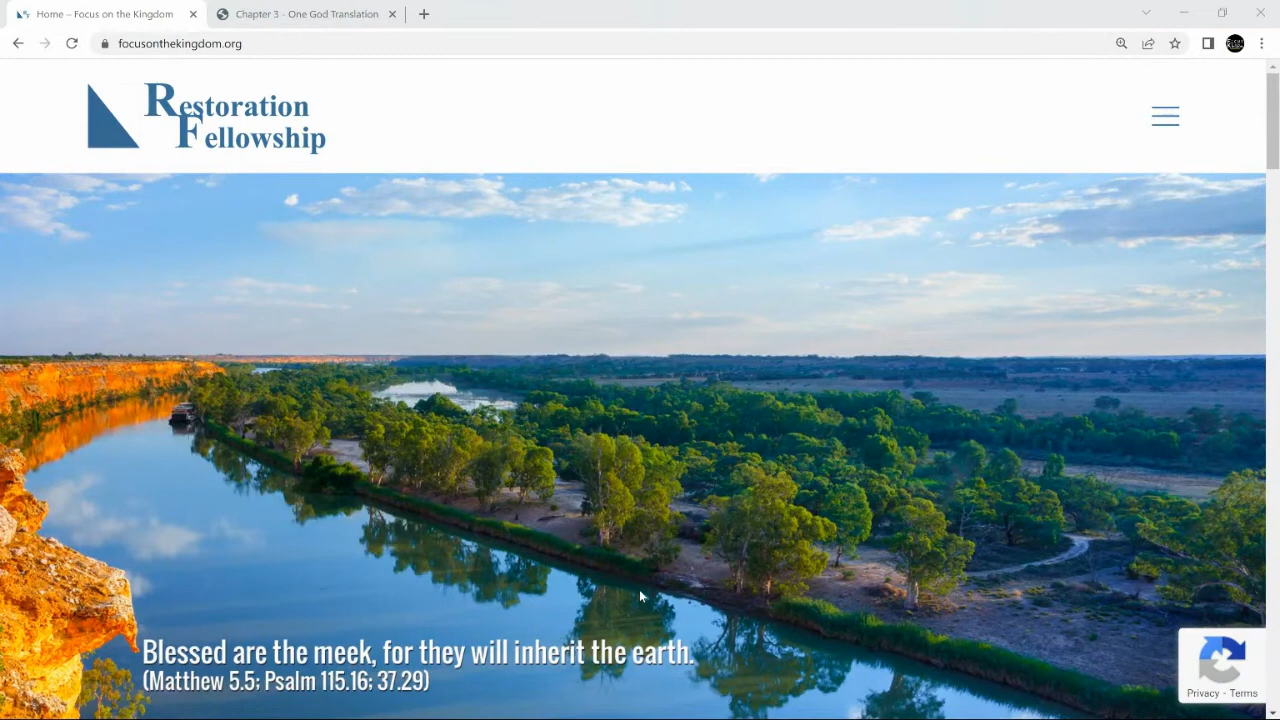 Home – Focus on the Kingdom
Chapter 3 - One God Translation
focusonthekingdom.org
Restoration
Fellowship
Blessed are the meek, for they will inherit the earth.
(Matthew 5.5; Psalm 115.16; 37.29)
Privacy - Terms